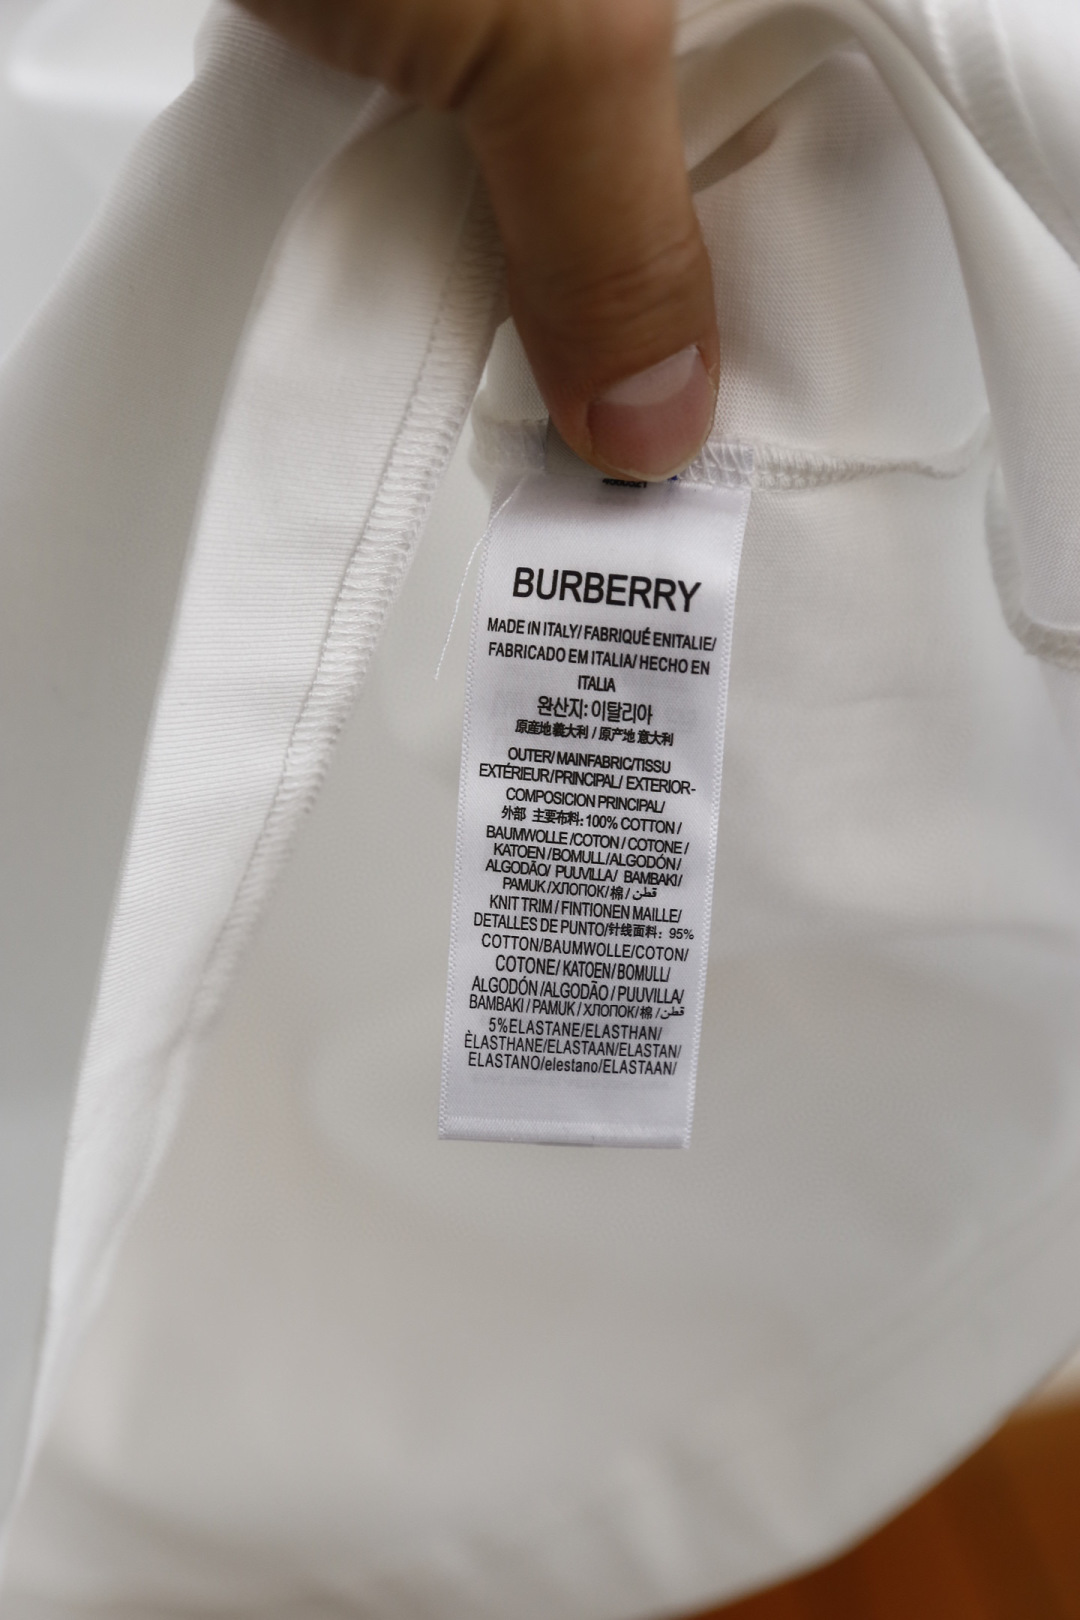 BURBERRY
MADE IN ITALY/ FABRIQUÉ ENITALIE/
FABRICADO EM ITALIA/ HECHO EN
ITALIA
완산지: 이탈리아
原産地義大利 / 原产地 意大利
OUTER/ MAINFABRIC/TISSU
EXTÉRIEUR/PRINCIPAL/ EXTERIOR-
COMPOSICION PRINCIPAL/
外部 主要布料:100% COTTON /
BAUMWOLLE /COTON / COTONE /
KATOEN /BOMULL/ALGODÓN/
ALGODÃO/ PUUVILLA/ BAMBAKI/
PAMUK /ХЛОПОК/棉 / قطن
KNIT TRIM / FINTIONEN MAILLE/
DETALLES DE PUNTO/针线面料: 95%
COTTON/BAUMWOLLE/COTON/
COTONE/ KATOEN/ BOMULL/
ALGODÓN /ALGODÃO / PUUVILLA/
BAMBAKI / PAMUK / ХЛОПОК/棉 /قطن
5%ELASTANE/ELASTHAN/
ÈLASTHANE/ELASTAAN/ELASTAN/
ELASTANO/elestano/ELASTAAN/